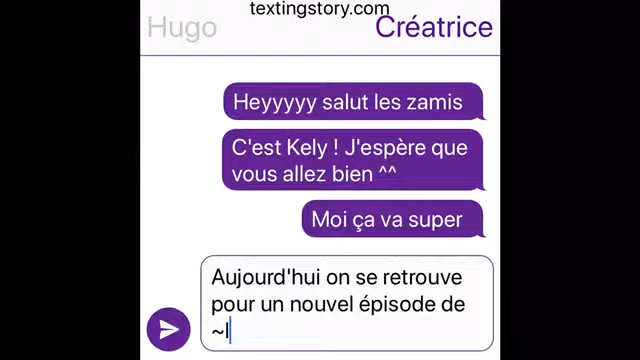 textingstory.com
Hugo
Créatrice
Heyyyyy salut les zamis
C'est Kely ! J'espère que
vous allez bien ^^
Moi ça va super
Aujourd'hui on se retrouve
pour un nouvel épisode de
~l